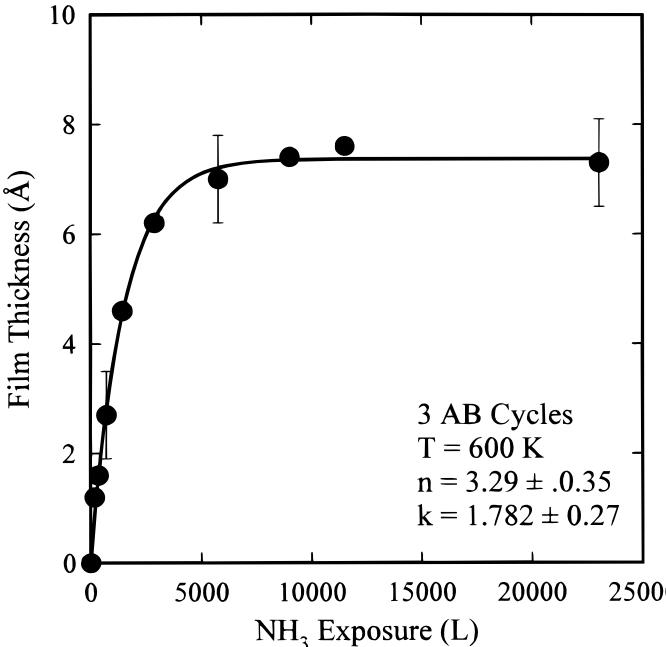 10
8
6
4
2
0
Film Thickness (Å)
3 AB Cycles
T = 600 K
n = 3.29 ± .0.35
k = 1.782 ± 0.27
0 5000 10000 15000 20000 2500
NH₃ Exposure (L)